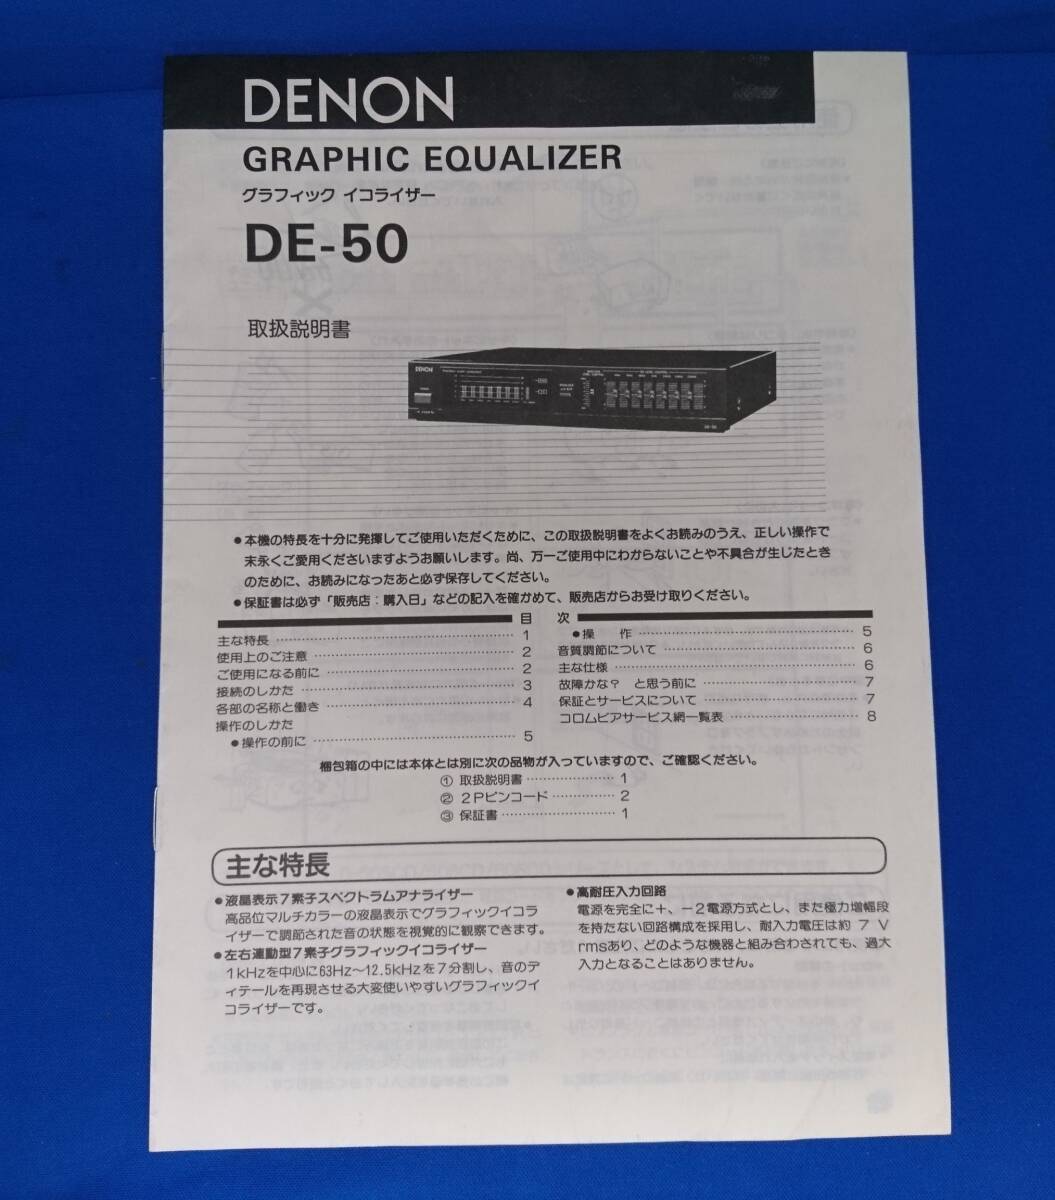 DENON
GRAPHIC EQUALIZER
グラフィック イコライザー
DE-50
取扱説明書
DENON
●本機の特長を十分に発揮してご使用いただくために、この取扱説明書をよくお読みのうえ、正しい操作で
末永くご愛用くださいますようお願いします。尚、万一ご使用中にわからないことや不具合が生じたとき
のために、お読みになったあと必ず保存してください。
●保証書は必ず「販売店：購入日」などの記入を確かめて、販売店からお受け取りください。
目 次
主な特長 …… 1
使用上のご注意 …… 2
ご使用になる前に …… 2
接続のしかた …… 3
各部の名称と働き …… 4
操作のしかた
●操作の前に …… 5
●操　作 …… 5
音質調節について …… 6
主な仕様 …… 6
故障かな？　と思う前に …… 7
保証とサービスについて …… 7
コロムビアサービス網一覧表 …… 8
梱包箱の中には本体とは別に次の品物が入っていますので、ご確認ください。
① 取扱説明書 …… 1
② 2Pピンコード …… 2
③ 保証書 …… 1
主な特長
●液晶表示7素子スペクトラムアナライザー
高品位マルチカラーの液晶表示でグラフィックイコラ
イザーで調節された音の状態を視覚的に観察できます。
●左右連動型7素子グラフィックイコライザー
1kHzを中心に63Hz〜12.5kHzを7分割し、音のデ
ィテールを再現させる大変使いやすいグラフィックイ
コライザーです。
●高耐圧入力回路
電源を完全に＋、－2電源方式とし、また極力増幅段
を持たない回路構成を採用し、耐入力電圧は約 7 V
rmsあり、どのような機器と組み合わされても、過大
入力となることはありません。